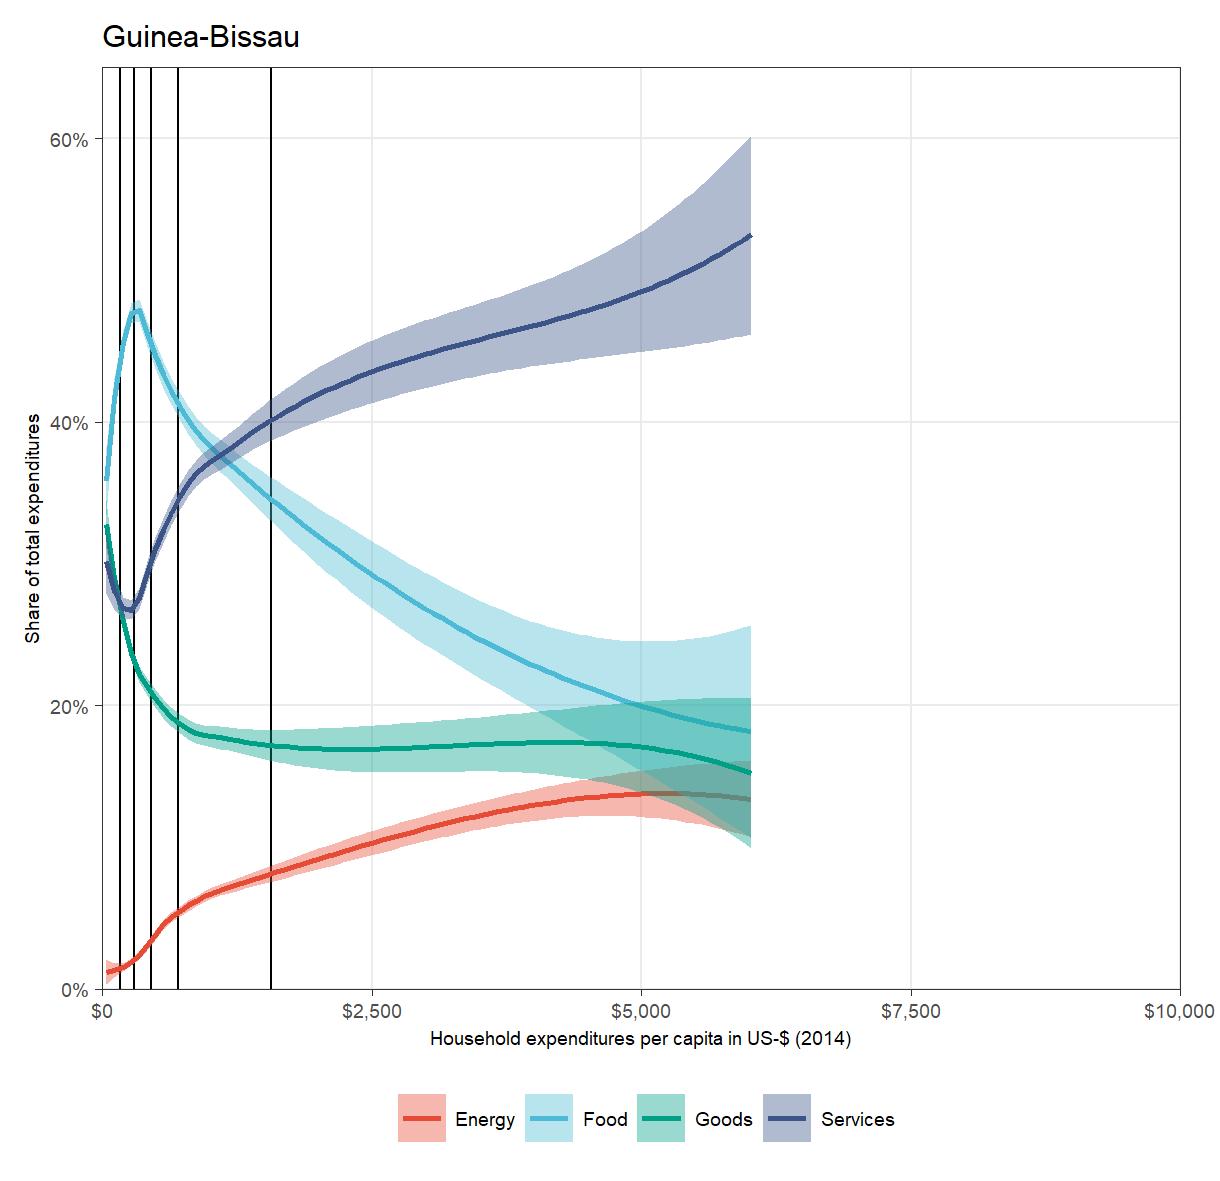 Guinea-Bissau
Share of total expenditures
60%
40%
20%
0%
$0 $2,500 $5,000 $7,500 $10,000
Household expenditures per capita in US-$ (2014)
Energy Food Goods Services